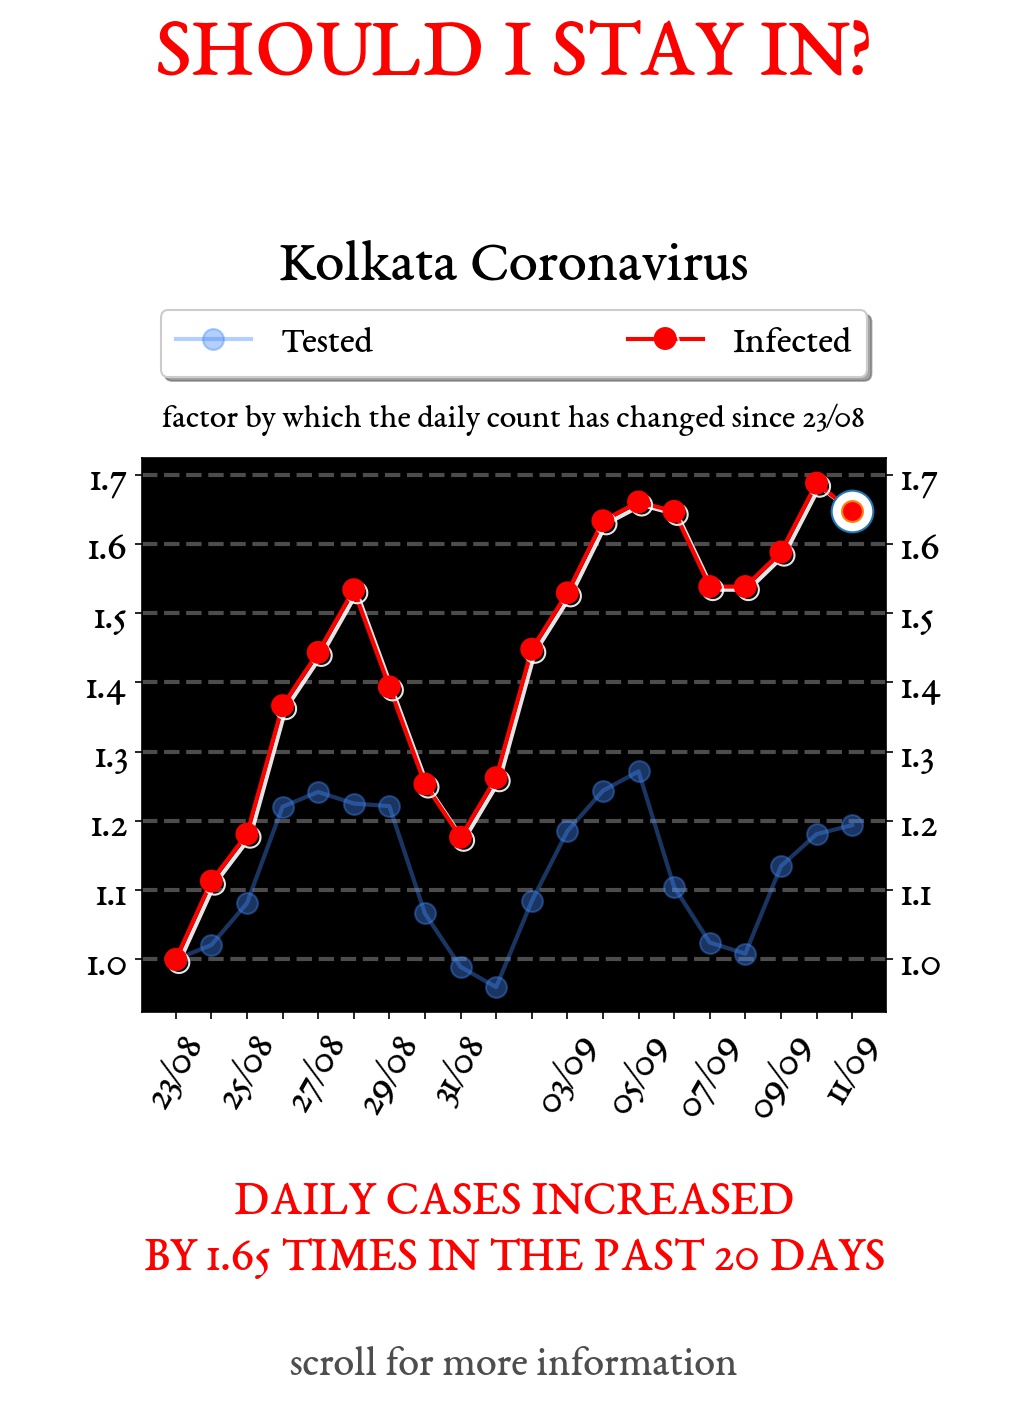 SHOULD I STAY IN?
Kolkata Coronavirus
Tested Infected
factor by which the daily count has changed since 23/08
1.7 1.7
1.6 1.6
1.5 1.5
1.4 1.4
1.3 1.3
1.2 1.2
1.1 1.1
1.0 1.0
23/08 25/08 27/08 29/08 31/08 03/09 05/09 07/09 09/09 11/09
DAILY CASES INCREASED
BY 1.65 TIMES IN THE PAST 20 DAYS
scroll for more information